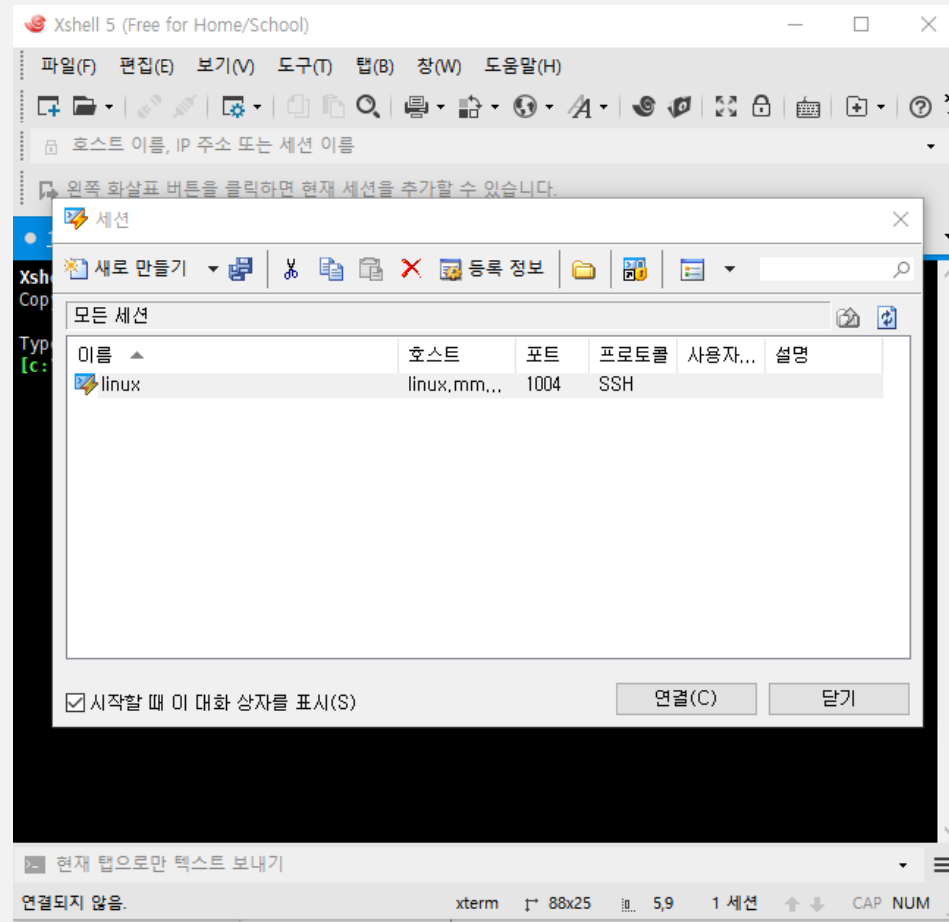 Xshell 5 (Free for Home/School)
파일(F) 편집(E) 보기(V) 도구(T) 탭(B) 창(W) 도움말(H)
호스트 이름, IP 주소 또는 세션 이름
왼쪽 화살표 버튼을 클릭하면 현재 세션을 추가할 수 있습니다.
세션
새로 만들기 등록 정보
Xsh
Cop
모든 세션
Typ
이름 호스트 포트 프로토콜 사용자... 설명
[c:
linux linux,mm,,, 1004 SSH
시작할 때 이 대화 상자를 표시(S) 연결(C) 닫기
현재 탭으로만 텍스트 보내기
연결되지 않음. xterm 88x25 5,9 1 세션 CAP NUM